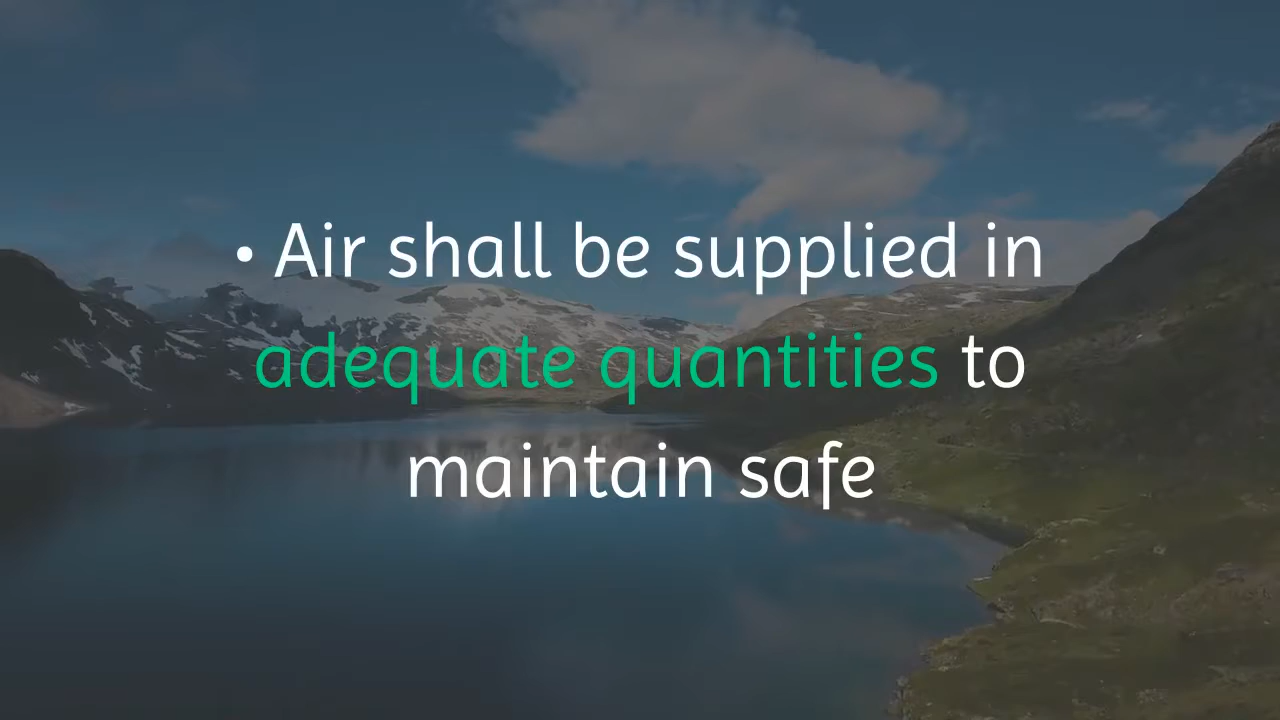 • Air shall be supplied in
adequate quantities to
maintain safe